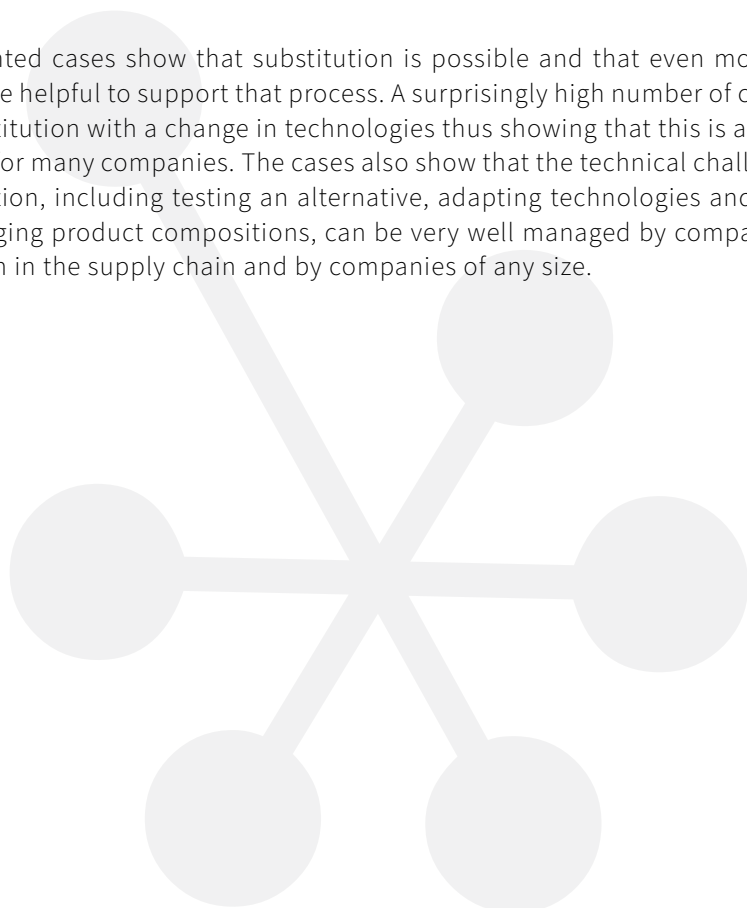 nted cases show that substitution is possible and that even mo
e helpful to support that process. A surprisingly high number of c
titution with a change in technologies thus showing that this is a
or many companies. The cases also show that the technical chall
tion, including testing an alternative, adapting technologies and
ging product compositions, can be very well managed by compa
n in the supply chain and by companies of any size.